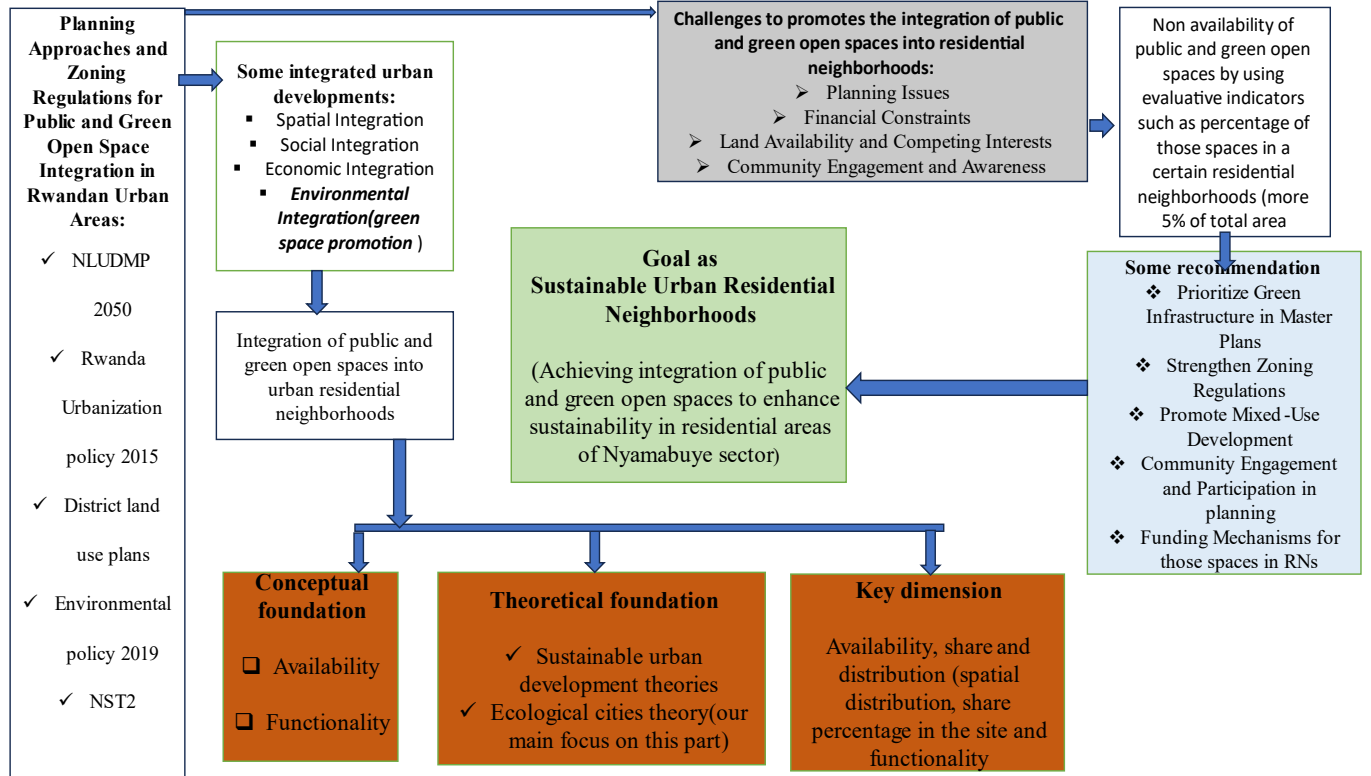 Planning
Approaches and
Zoning
Regulations for
Public and Green
Open Space
Integration in
Rwandan Urban
Areas:
✓ NLUDMP
2050
✓ Rwanda
Urbanization
policy 2015
✓ District land
use plans
✓ Environmental
policy 2019
✓ NST2
Some integrated urban
developments:
▪ Spatial Integration
▪ Social Integration
▪ Economic Integration
▪ Environmental
Integration(green
space promotion )
Integration of public and
green open spaces into
urban residential
neighborhoods
Challenges to promotes the integration of public
and green open spaces into residential
neighborhoods:
➢ Planning Issues
➢ Financial Constraints
➢ Land Availability and Competing Interests
➢ Community Engagement and Awareness
Non availability of
public and green open
spaces by using
evaluative indicators
such as percentage of
those spaces in a
certain residential
neighborhoods (more
5% of total area
Some recommendation
❖ Prioritize Green
Infrastructure in Master
Plans
❖ Strengthen Zoning
Regulations
❖ Promote Mixed-Use
Development
❖ Community Engagement
and Participation in
planning
❖ Funding Mechanisms for
those spaces in RNs
Goal as
Sustainable Urban Residential
Neighborhoods
(Achieving integration of public
and green open spaces to enhance
sustainability in residential areas
of Nyamabuye sector)
Conceptual
foundation
❑ Availability
❑ Functionality
Theoretical foundation
✓ Sustainable urban
development theories
✓ Ecological cities theory(our
main focus on this part)
Key dimension
Availability, share and
distribution (spatial
distribution, share
percentage in the site and
functionality